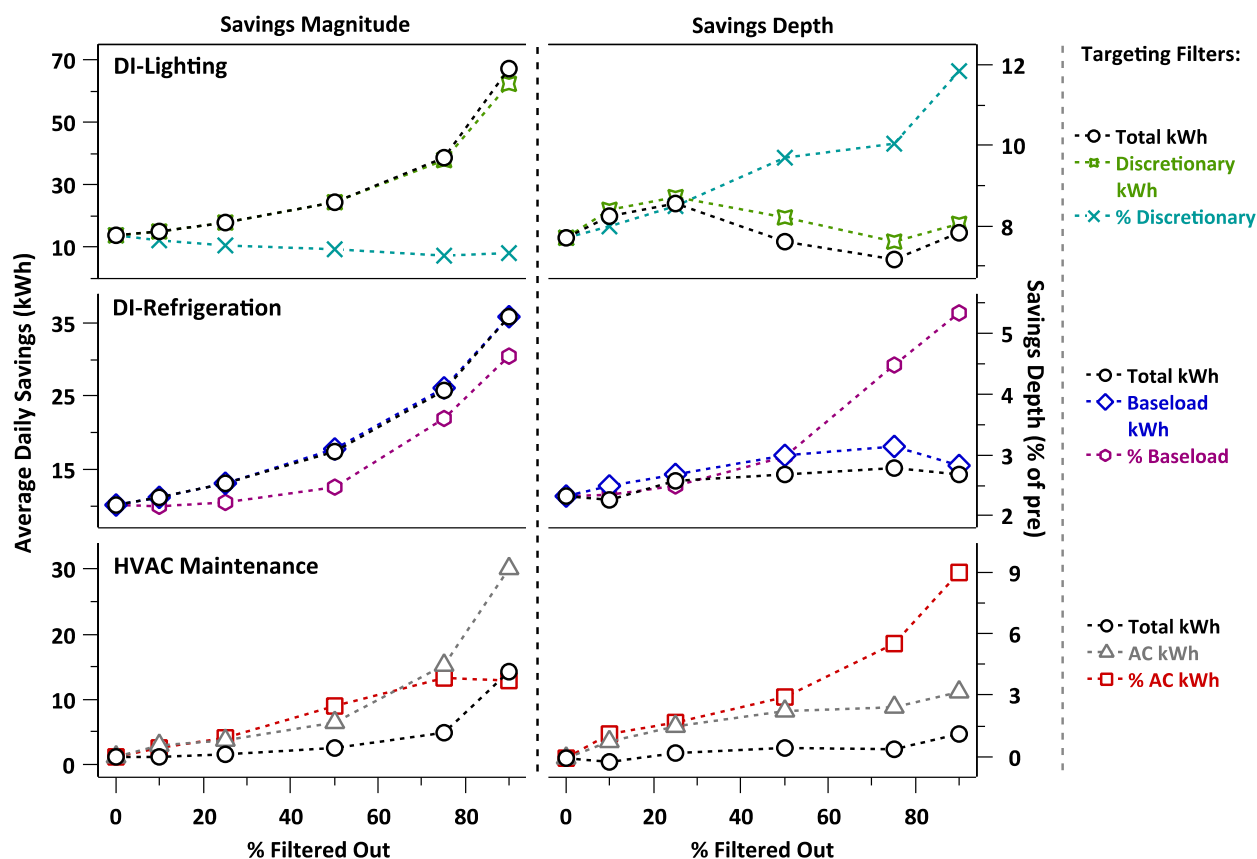 Savings Magnitude
Savings Depth
Targeting Filters:
DI-Lighting
70
50
30
10
12
10
8
Total kWh
Discretionary
kWh
% Discretionary
Average Daily Savings (kWh)
Savings Depth (% of pre)
DI-Refrigeration
35
25
15
5
4
3
2
Total kWh
Baseload
kWh
% Baseload
HVAC Maintenance
30
20
10
0
9
6
3
0
Total kWh
AC kWh
% AC kWh
0 20 40 60 80
0 20 40 60 80
% Filtered Out
% Filtered Out